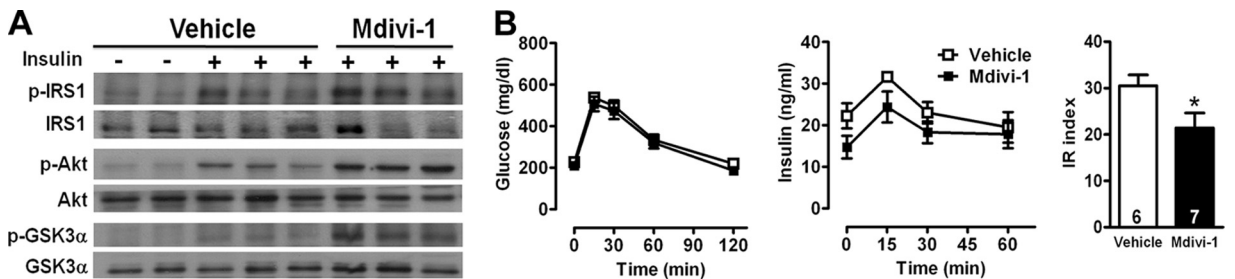 A
Vehicle Mdivi-1
Insulin - - + + + + + +
p-IRS1
IRS1
p-Akt
Akt
p-GSK3α
GSK3α
B
Glucose (mg/dl)
800
600
400
200
0
0 30 60 90 120
Time (min)
Insulin (ng/ml)
40
30
20
10
0
0 15 30 45 60
Time (min)
Vehicle
Mdivi-1
IR index
40
30
20
10
0
*
6 7
Vehicle Mdivi-1